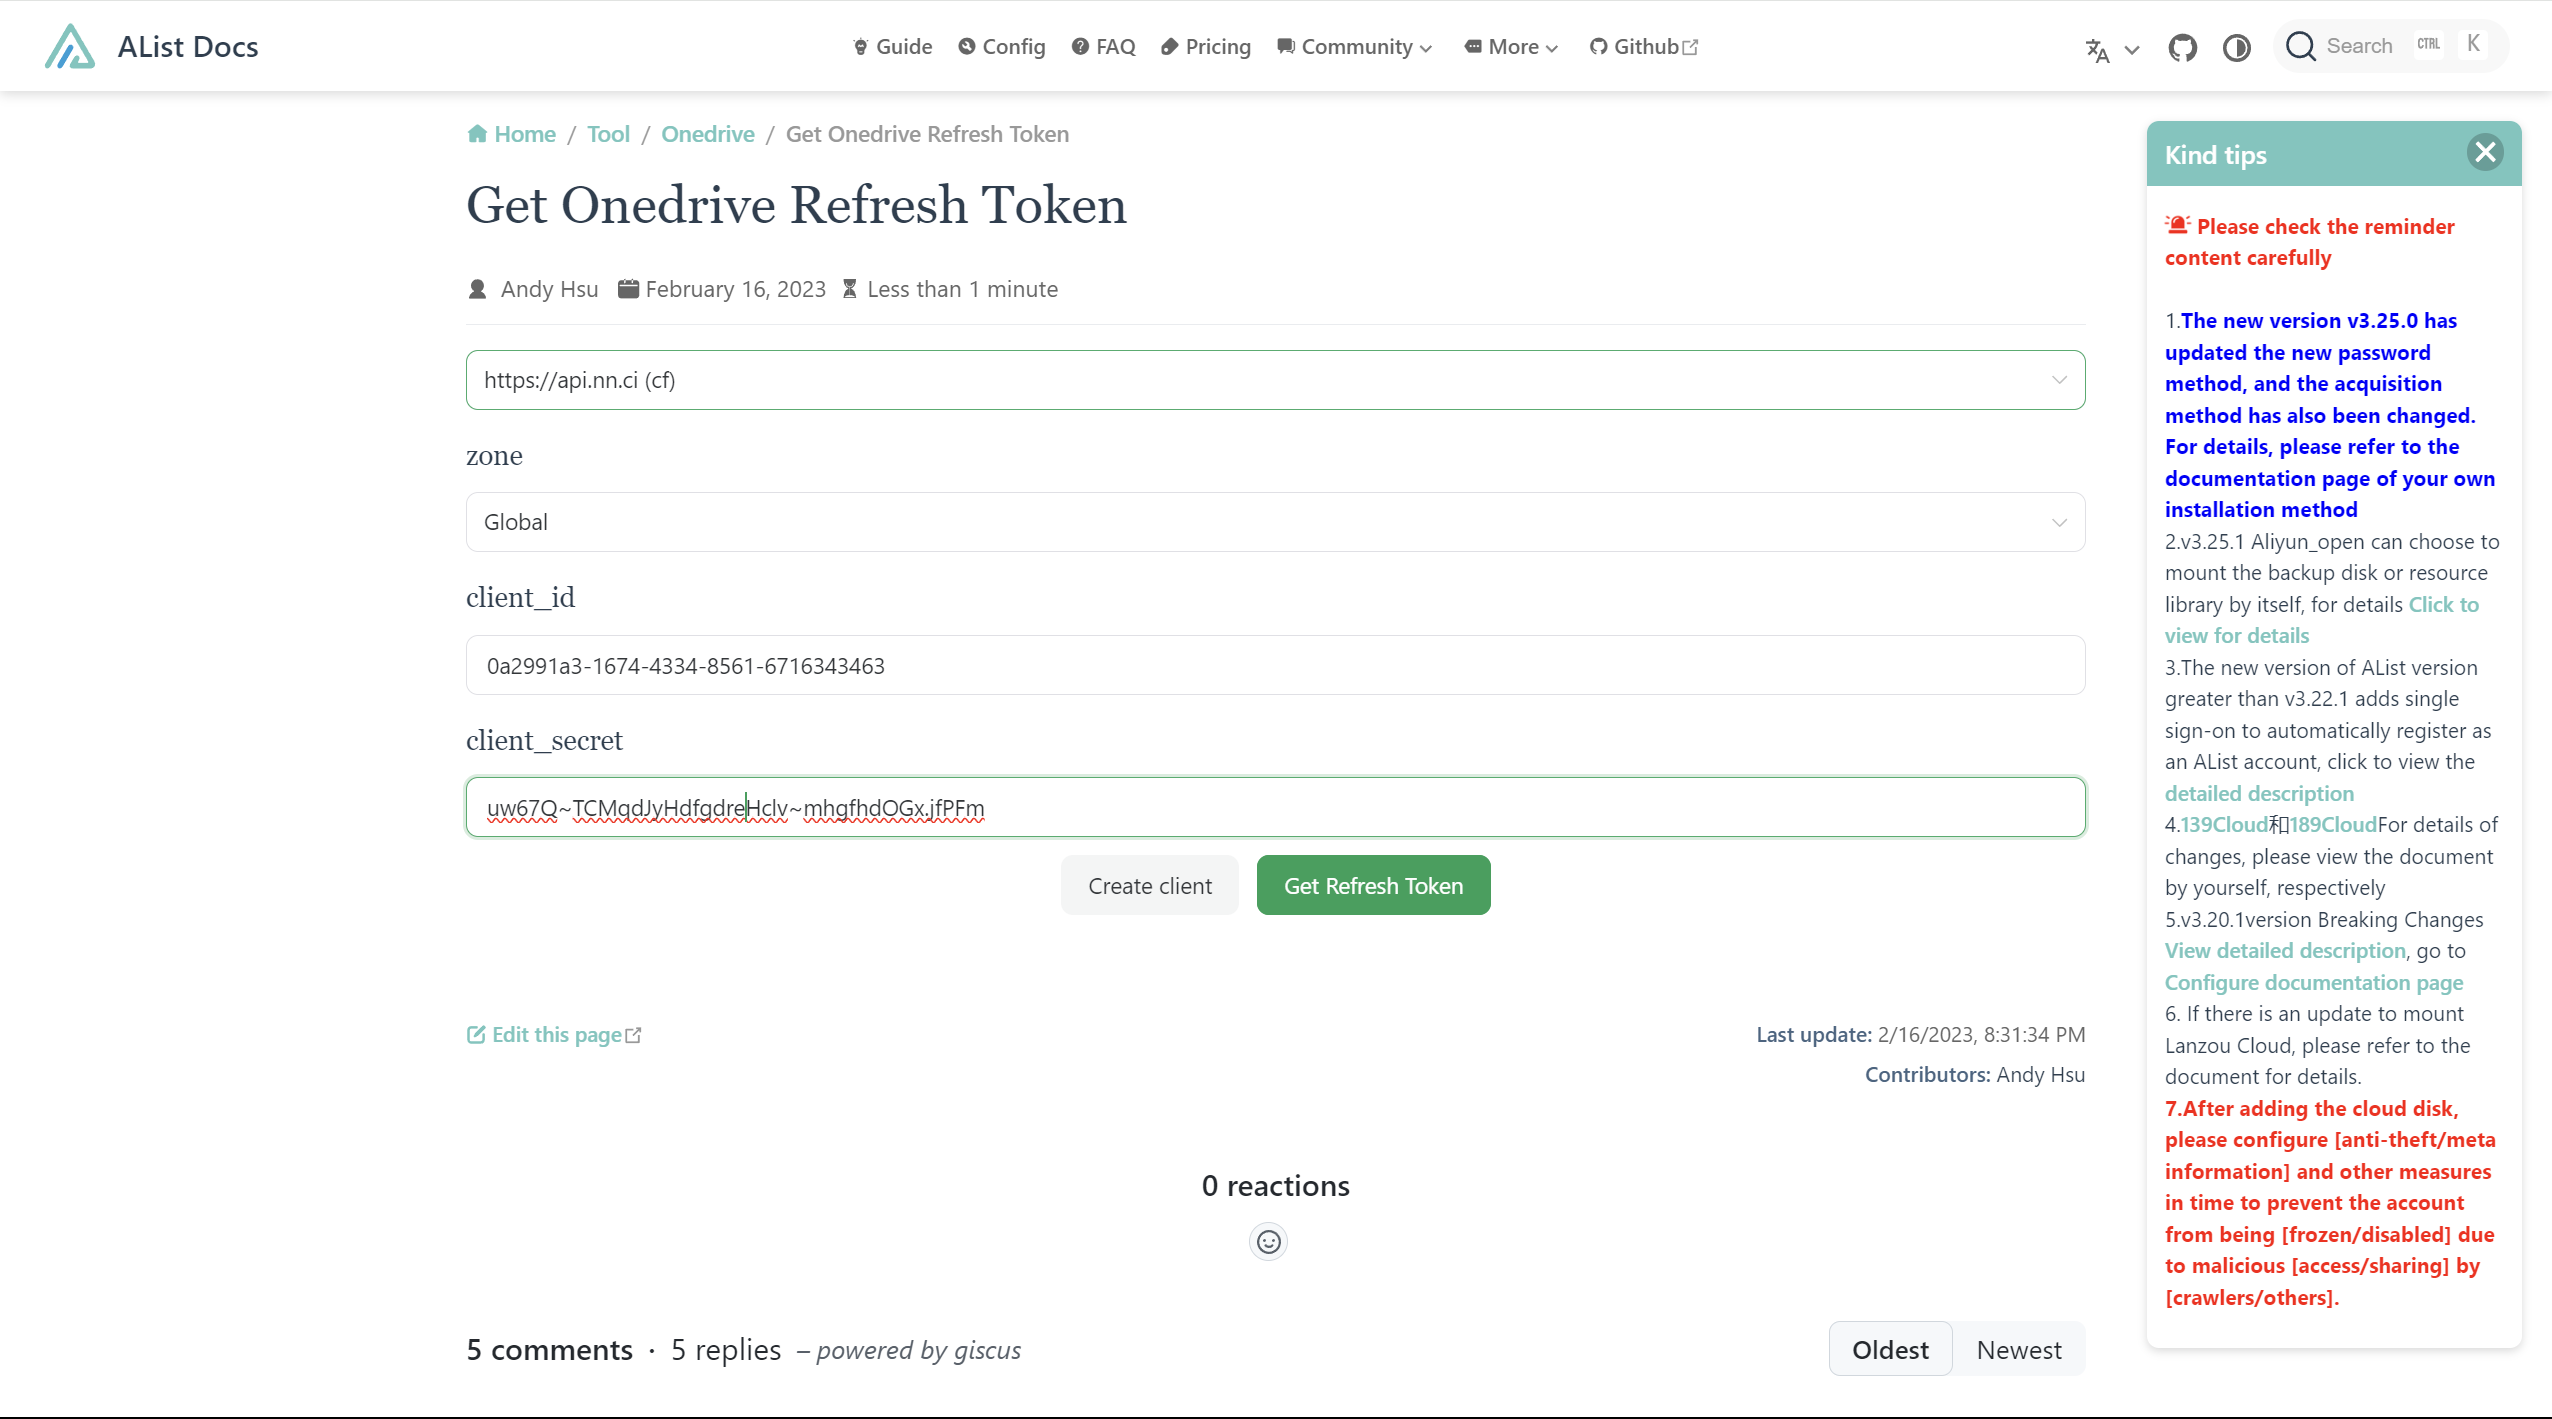 AList Docs
Guide
Config
FAQ
Pricing
Community
More
Github
Search
CTRL
K
Home / Tool / Onedrive / Get Onedrive Refresh Token
Get Onedrive Refresh Token
Andy Hsu February 16, 2023 Less than 1 minute
https://api.nn.ci (cf)
zone
Global
client_id
0a2991a3-1674-4334-8561-6716343463
client_secret
uw67Q~TCMqdJyHdfgdreHclv~mhgfhdOGx.jfPFm
Create client
Get Refresh Token
Edit this page
Last update: 2/16/2023, 8:31:34 PM
Contributors: Andy Hsu
0 reactions
5 comments · 5 replies – powered by giscus
Oldest
Newest
Kind tips
Please check the reminder
content carefully
1.The new version v3.25.0 has
updated the new password
method, and the acquisition
method has also been changed.
For details, please refer to the
documentation page of your own
installation method
2.v3.25.1 Aliyun_open can choose to
mount the backup disk or resource
library by itself, for details Click to
view for details
3.The new version of AList version
greater than v3.22.1 adds single
sign-on to automatically register as
an AList account, click to view the
detailed description
4.139Cloud和189CloudFor details of
changes, please view the document
by yourself, respectively
5.v3.20.1version Breaking Changes
View detailed description, go to
Configure documentation page
6. If there is an update to mount
Lanzou Cloud, please refer to the
document for details.
7.After adding the cloud disk,
please configure [anti-theft/meta
information] and other measures
in time to prevent the account
from being [frozen/disabled] due
to malicious [access/sharing] by
[crawlers/others].